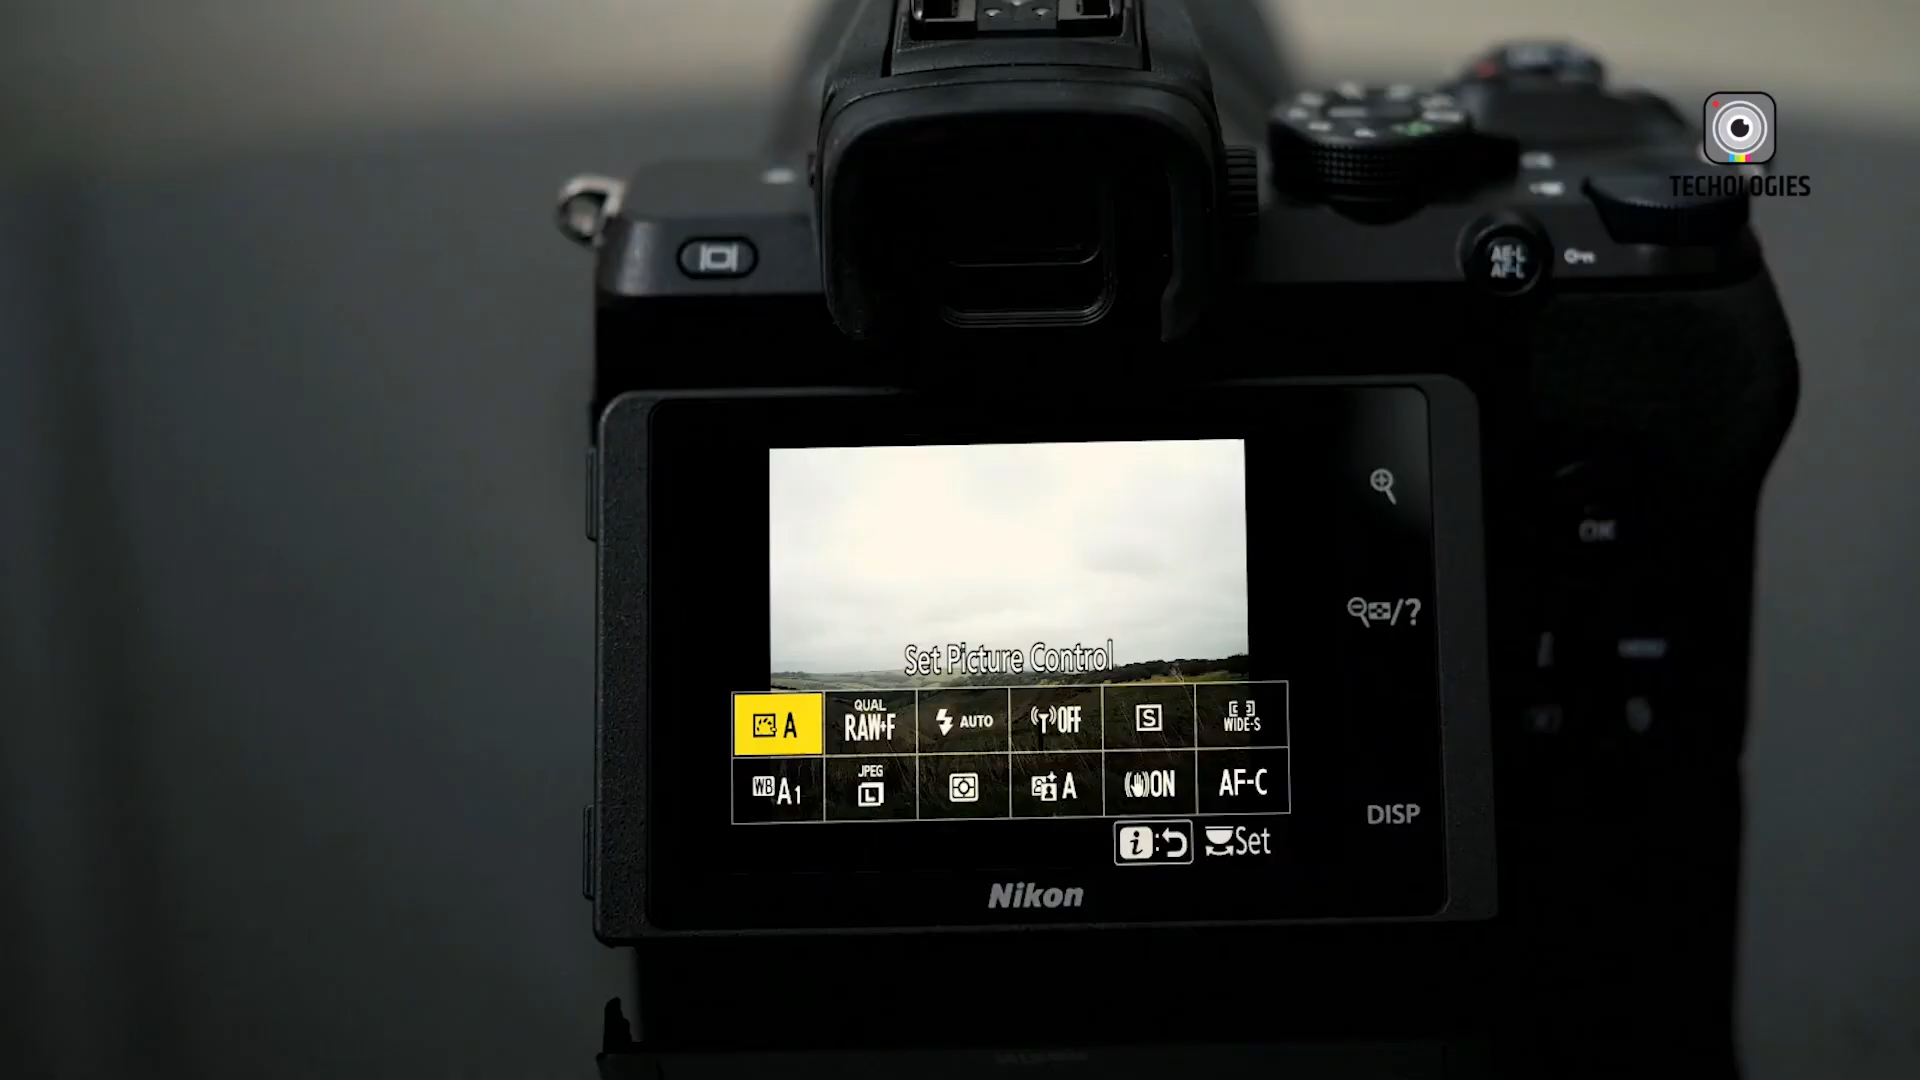 TECHOLOGIES
AE-L
AF-L
OK
Set Picture Control
A
QUAL
RAW+F
AUTO
OFF
S
WIDE-S
WB A1
JPEG
L
A
ON
AF-C
i : Set
/?
DISP
Nikon